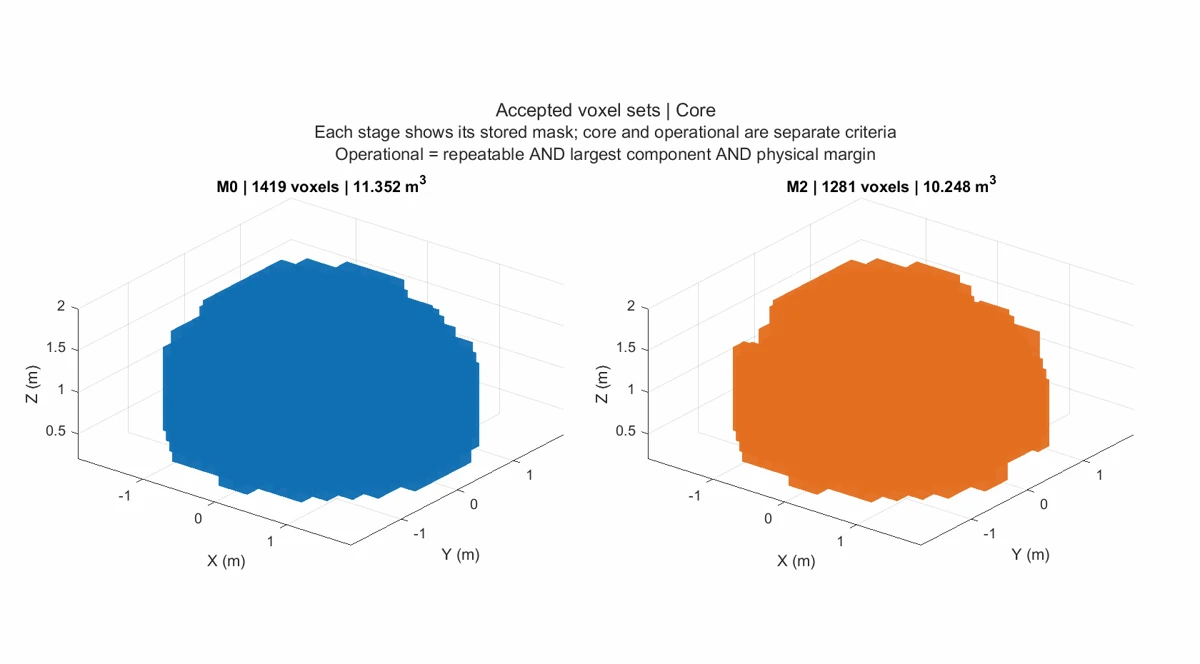 Accepted voxel sets | Core
Each stage shows its stored mask; core and operational are separate criteria
Operational = repeatable AND largest component AND physical margin
M0 | 1419 voxels | 11.352 m³
2
1.5
1
0.5
Z (m)
-1
0
1
X (m)
-1
0
1
Y (m)
M2 | 1281 voxels | 10.248 m³
2
1.5
1
0.5
Z (m)
-1
0
1
X (m)
-1
0
1
Y (m)